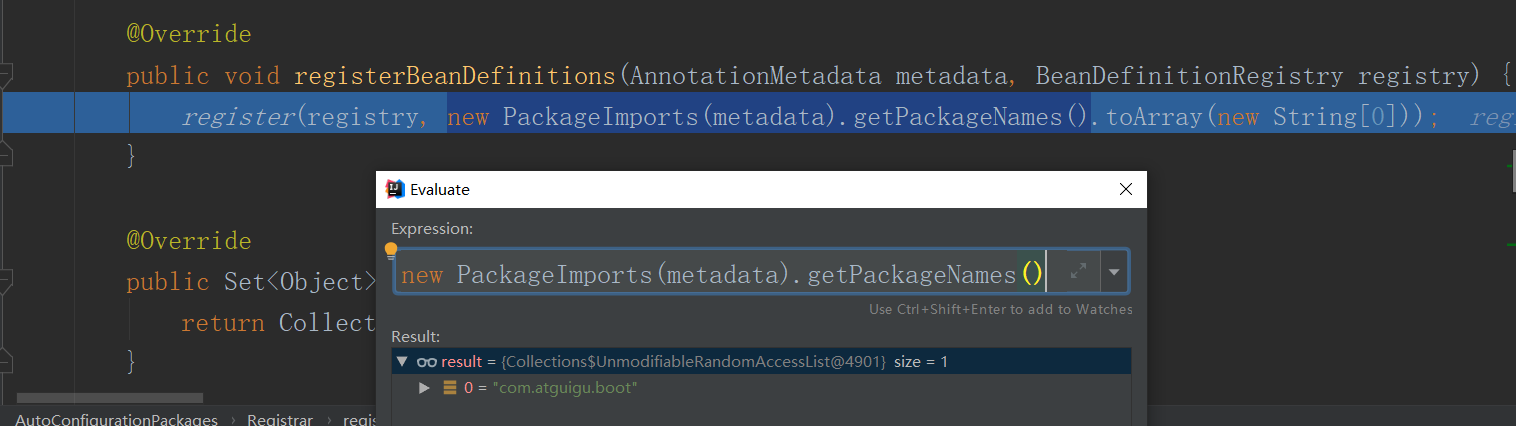 @Override
public void registerBeanDefinitions(AnnotationMetadata metadata, BeanDefinitionRegistry registry) {
register(registry, new PackageImports(metadata).getPackageNames().toArray(new String[0])); reg
}
@Override
public Set<Object>
return Collect
}
Evaluate
Expression:
new PackageImports(metadata).getPackageNames()
Use Ctrl+Shift+Enter to add to Watches
Result:
result = {Collections$UnmodifiableRandomAccessList@4901} size = 1
0 = "com.atguigu.boot"
AutoConfigurationPackages › Registrar › regis